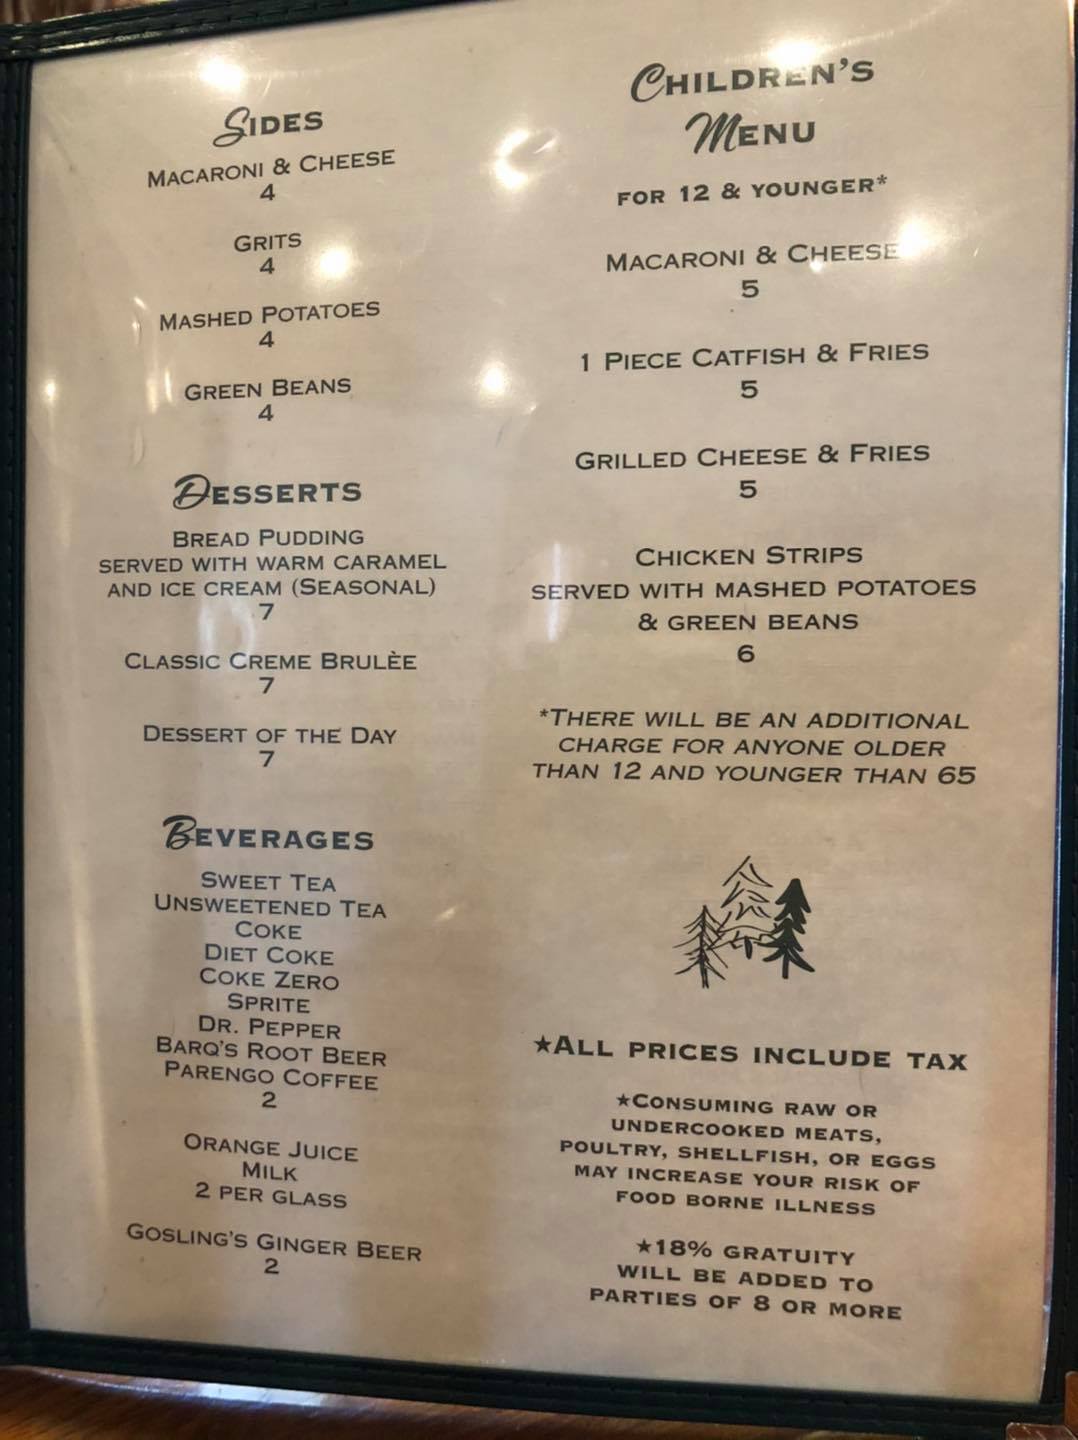 Sides
Macaroni & Cheese
4
Grits
4
Mashed Potatoes
4
Green Beans
4
Desserts
Bread Pudding
served with warm caramel
and ice cream (Seasonal)
7
Classic Creme Brulèe
7
Dessert of the Day
7
Beverages
Sweet Tea
Unsweetened Tea
Coke
Diet Coke
Coke Zero
Sprite
Dr. Pepper
Barq's Root Beer
Parengo Coffee
2
Orange Juice
Milk
2 per glass
Gosling's Ginger Beer
2
Children's
Menu
for 12 & younger*
Macaroni & Cheese
5
1 Piece Catfish & Fries
5
Grilled Cheese & Fries
5
Chicken Strips
served with mashed potatoes
& green beans
6
*There will be an additional
charge for anyone older
than 12 and younger than 65
★All prices include tax
★Consuming raw or
undercooked meats,
poultry, shellfish, or eggs
may increase your risk of
food borne illness
★18% gratuity
will be added to
parties of 8 or more